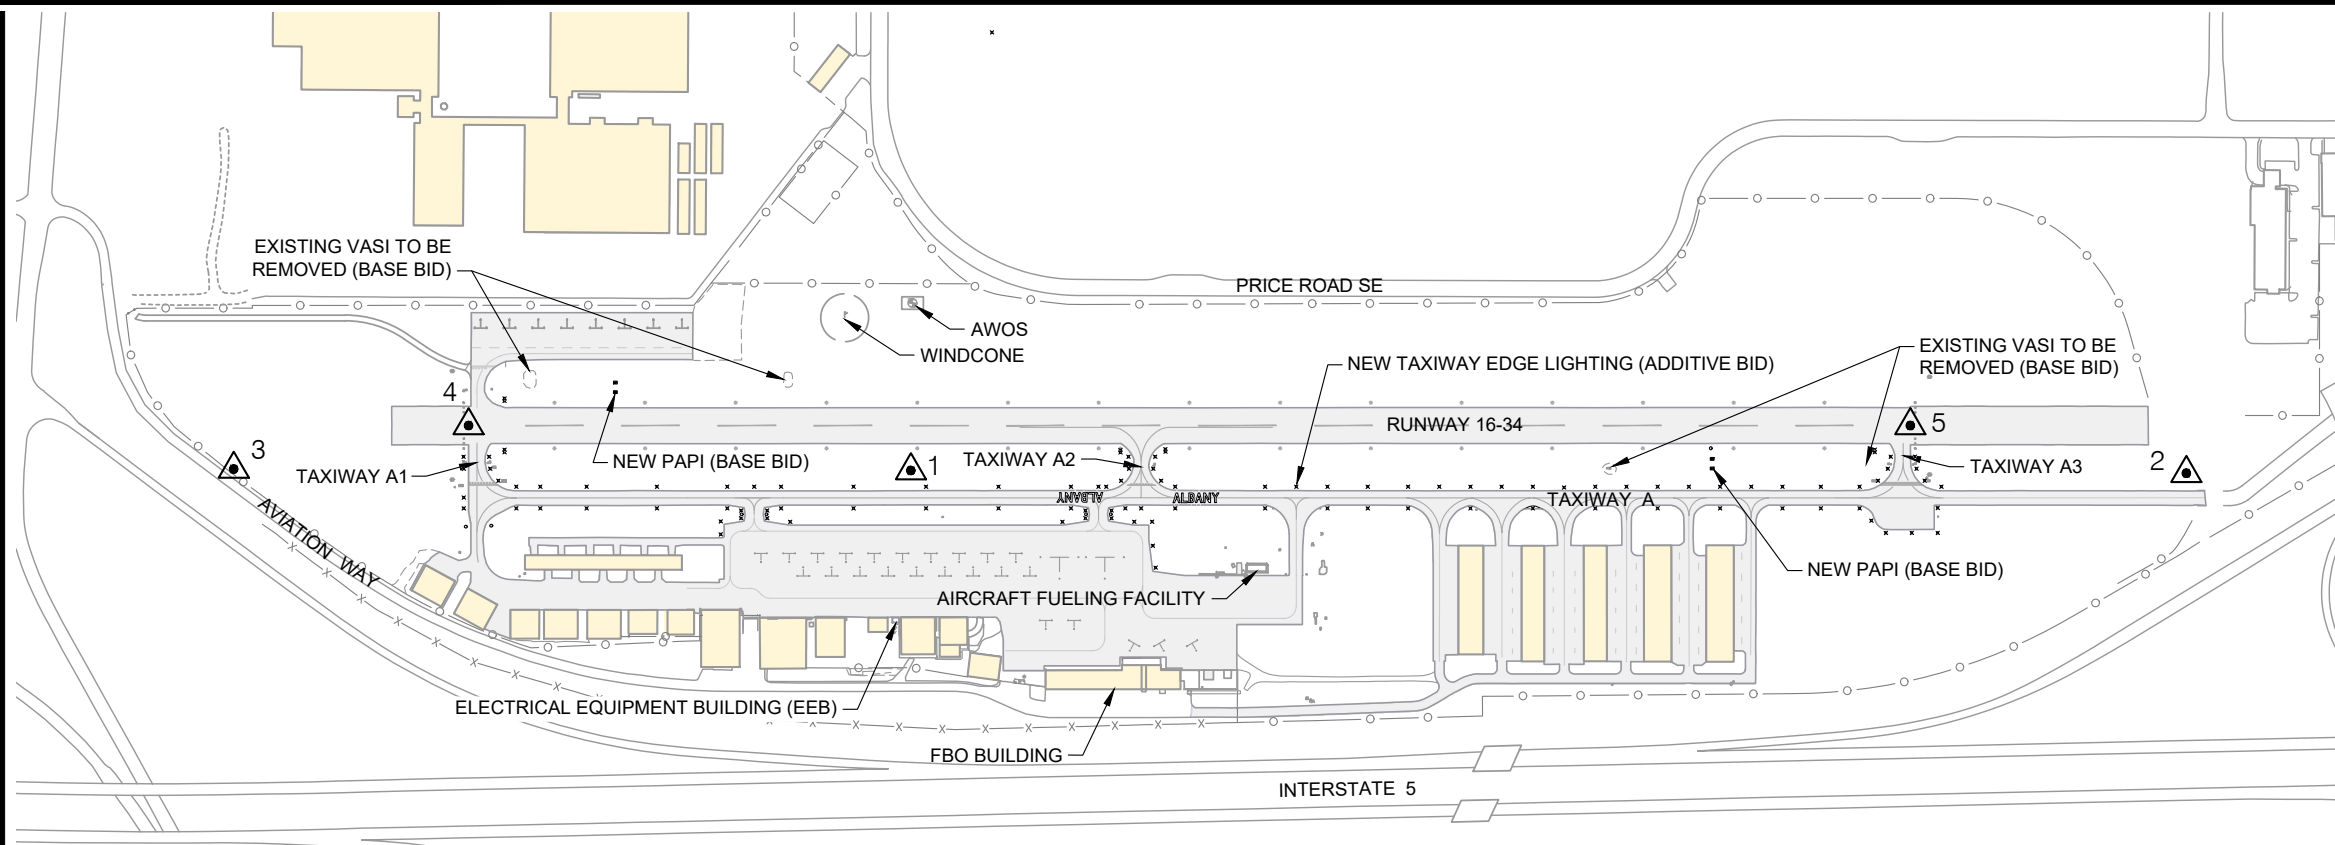 EXISTING VASI TO BE
REMOVED (BASE BID)
PRICE ROAD SE
AWOS
WINDCONE
NEW TAXIWAY EDGE LIGHTING (ADDITIVE BID)
EXISTING VASI TO BE
REMOVED (BASE BID)
4
RUNWAY 16-34
5
3
TAXIWAY A1
NEW PAPI (BASE BID)
1
TAXIWAY A2
TAXIWAY A3
2
ALBANY
ALBANY
TAXIWAY A
AVIATION WAY
NEW PAPI (BASE BID)
AIRCRAFT FUELING FACILITY
ELECTRICAL EQUIPMENT BUILDING (EEB)
FBO BUILDING
INTERSTATE 5